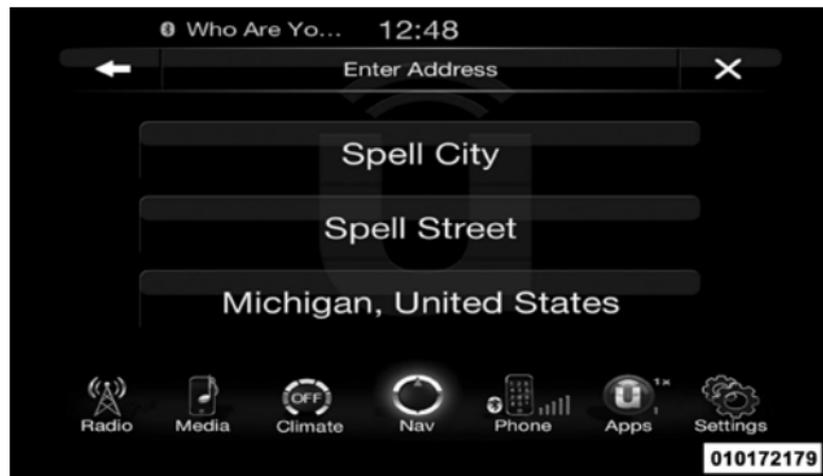 Who Are Yo... 12:48
Enter Address
Spell City
Spell Street
Michigan, United States
OFF 1x
Radio Media Climate Nav Phone Apps Settings
010172179